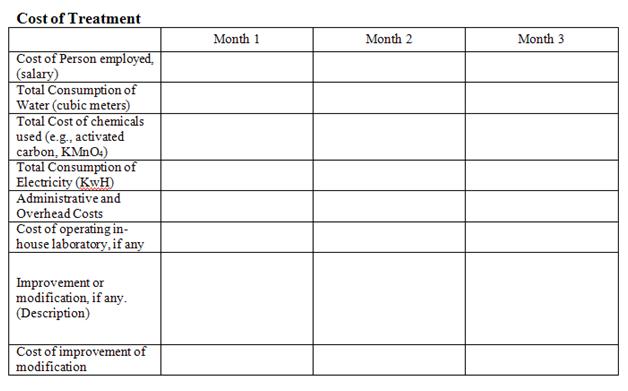 Cost of Treatment
Month 1 Month 2 Month 3
Cost of Person employed,
(salary)
Total Consumption of
Water (cubic meters)
Total Cost of chemicals
used (e.g., activated
carbon, KMnO₄)
Total Consumption of
Electricity (KwH)
Administrative and
Overhead Costs
Cost of operating in-
house laboratory, if any
Improvement or
modification, if any.
(Description)
Cost of improvement of
modification